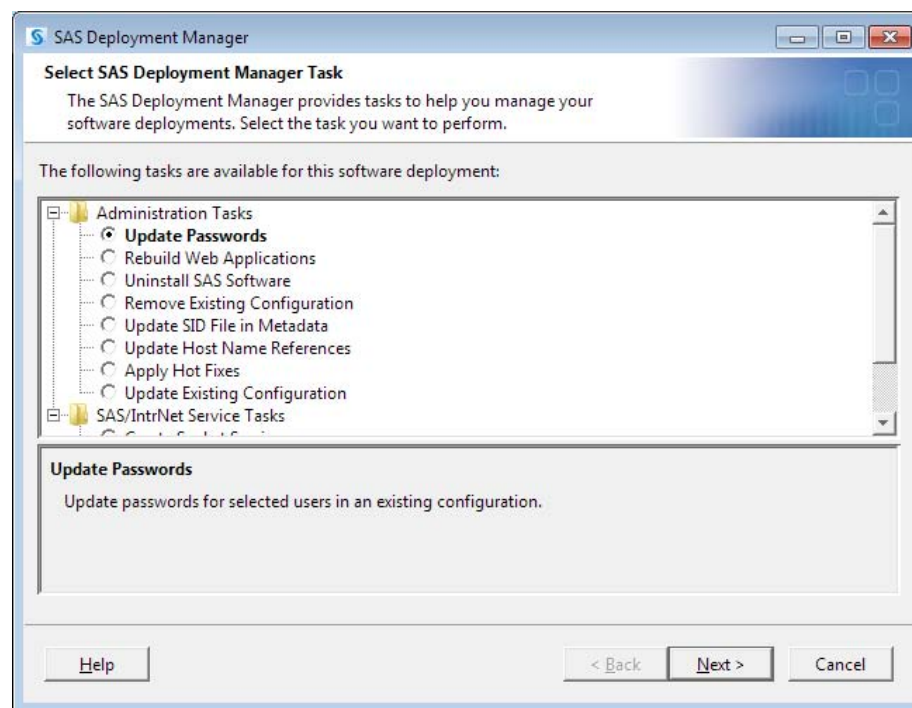 SAS Deployment Manager
Select SAS Deployment Manager Task
The SAS Deployment Manager provides tasks to help you manage your
software deployments. Select the task you want to perform.
The following tasks are available for this software deployment:
Administration Tasks
Update Passwords
Rebuild Web Applications
Uninstall SAS Software
Remove Existing Configuration
Update SID File in Metadata
Update Host Name References
Apply Hot Fixes
Update Existing Configuration
SAS/IntrNet Service Tasks
Update Passwords
Update passwords for selected users in an existing configuration.
Help
< Back
Next >
Cancel